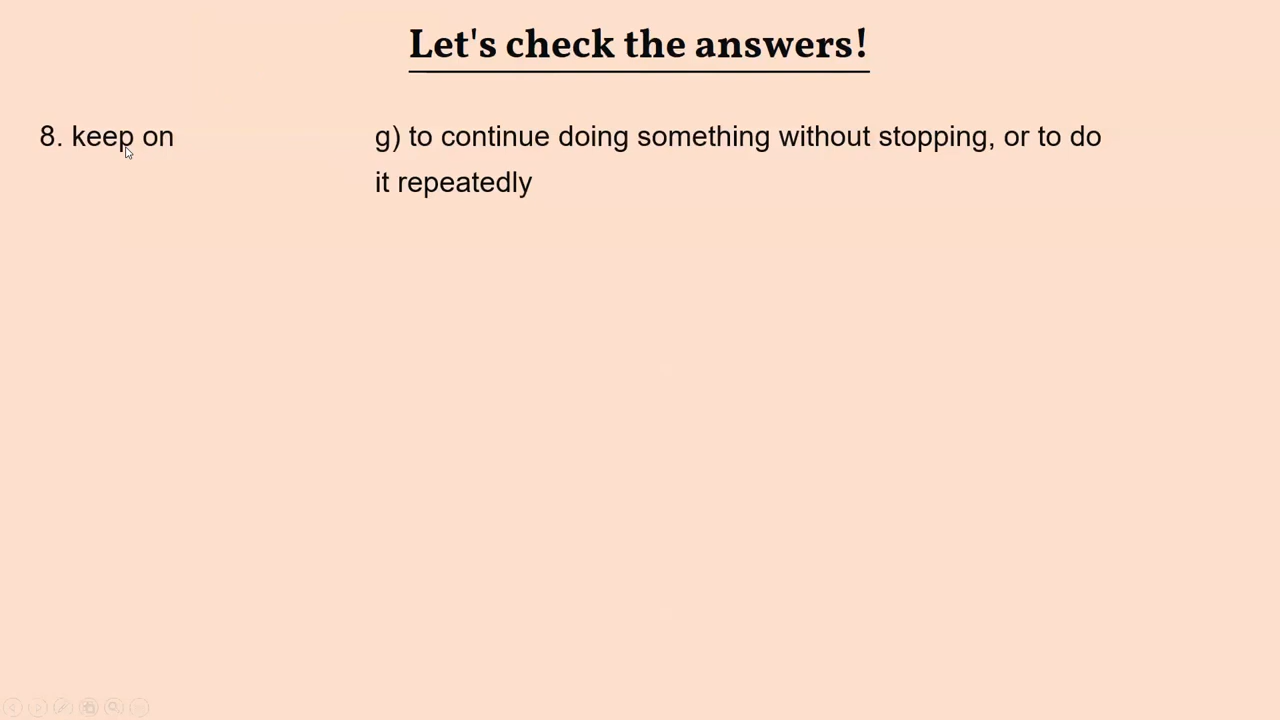 Let's check the answers!
8. keep on
g) to continue doing something without stopping, or to do
it repeatedly